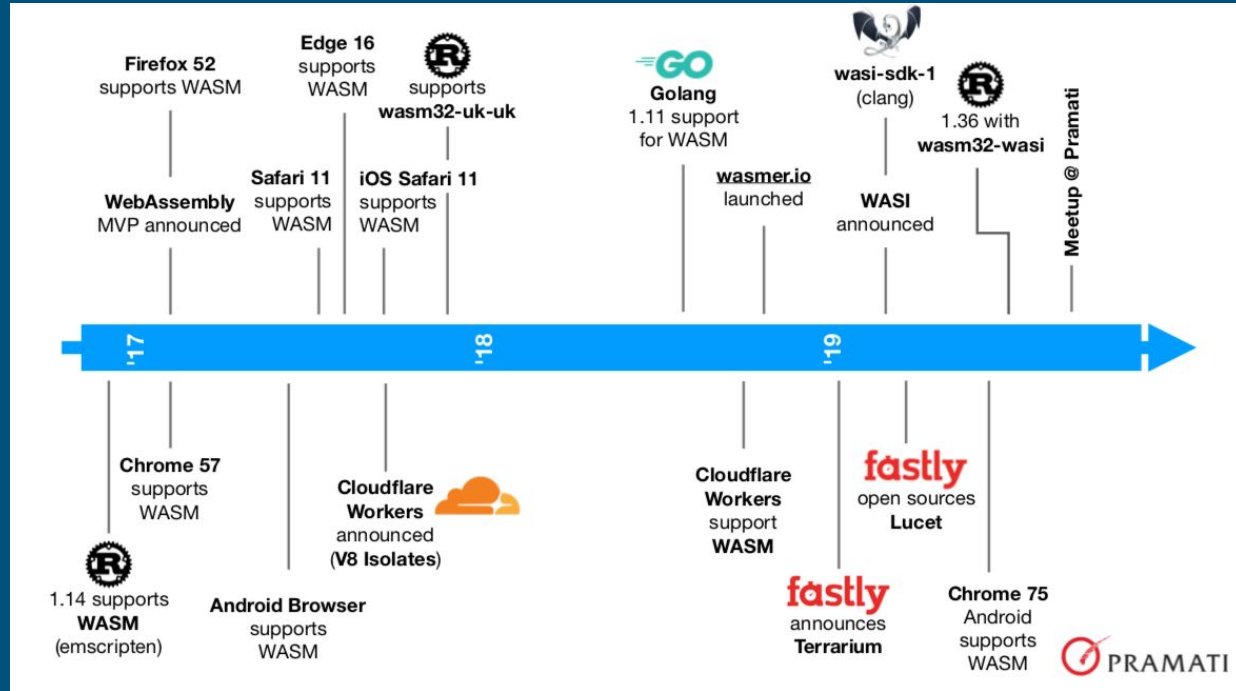 Firefox 52
supports WASM
WebAssembly
MVP announced
Safari 11
supports
WASM
Edge 16
supports
WASM
iOS Safari 11
supports
WASM
R
supports
wasm32-uk-uk
GO
Golang
1.11 support
for WASM
wasmer.io
launched
wasi-sdk-1
(clang)
WASI
announced
R
1.36 with
wasm32-wasi
Meetup @ Pramati
'17
'18
'19
R
1.14 supports
WASM
(emscripten)
Chrome 57
supports
WASM
Android Browser
supports
WASM
Cloudflare
Workers
announced
(V8 Isolates)
Cloudflare
Workers
support
WASM
fastly
announces
Terrarium
fastly
open sources
Lucet
Chrome 75
Android
supports
WASM
PRAMATI